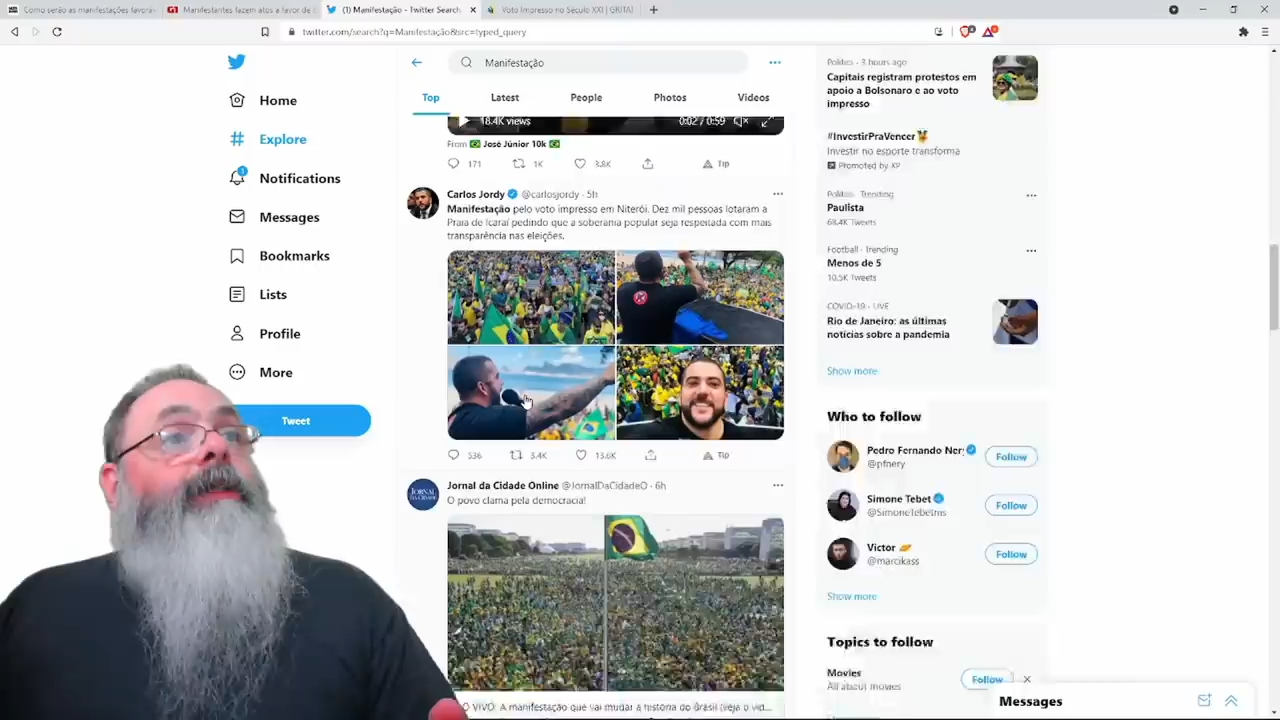 Como serão as manifestações favorá
Manifestantes fazem atos a favor de
(1) Manifestação - Twitter Search
Voto Impresso no Século XXI | GRITA!
twitter.com/search?q=Manifestação&src=typed_query
Home
Explore
1
Notifications
Messages
Bookmarks
Lists
Profile
More
Tweet
Manifestação
Top
Latest
People
Photos
Videos
18.4K views
0:02 / 0:59
From 🇧🇷 José Júnior 10k 🇧🇷
171
1K
3.8K
Tip
Carlos Jordy @carlosjordy · 5h
Manifestação pelo voto impresso em Niterói. Dez mil pessoas lotaram a
Praia de Icaraí pedindo que a soberania popular seja respeitada com mais
transparência nas eleições.
536
3.4K
13.6K
Tip
Jornal da Cidade Online @JornalDaCidadeO · 6h
O povo clama pela democracia!
JORNAL
DA CIDADE
O VIVO: A manifestação que vai mudar a história do Brasil (veja o vid...
Politics · 3 hours ago
Capitais registram protestos em
apoio a Bolsonaro e ao voto
impresso
#InvestirPraVencer
Investir no esporte transforma
Promoted by XP
Politics · Trending
Paulista
68.4K Tweets
Football · Trending
Menos de 5
10.5K Tweets
COVID-19 · LIVE
Rio de Janeiro: as últimas
notícias sobre a pandemia
Show more
Who to follow
Pedro Fernando Ner
@pfnery
Follow
Simone Tebet
@SimoneTebetms
Follow
Victor
@marcikass
Follow
Show more
Topics to follow
Movies
All about movies
Follow
Messages